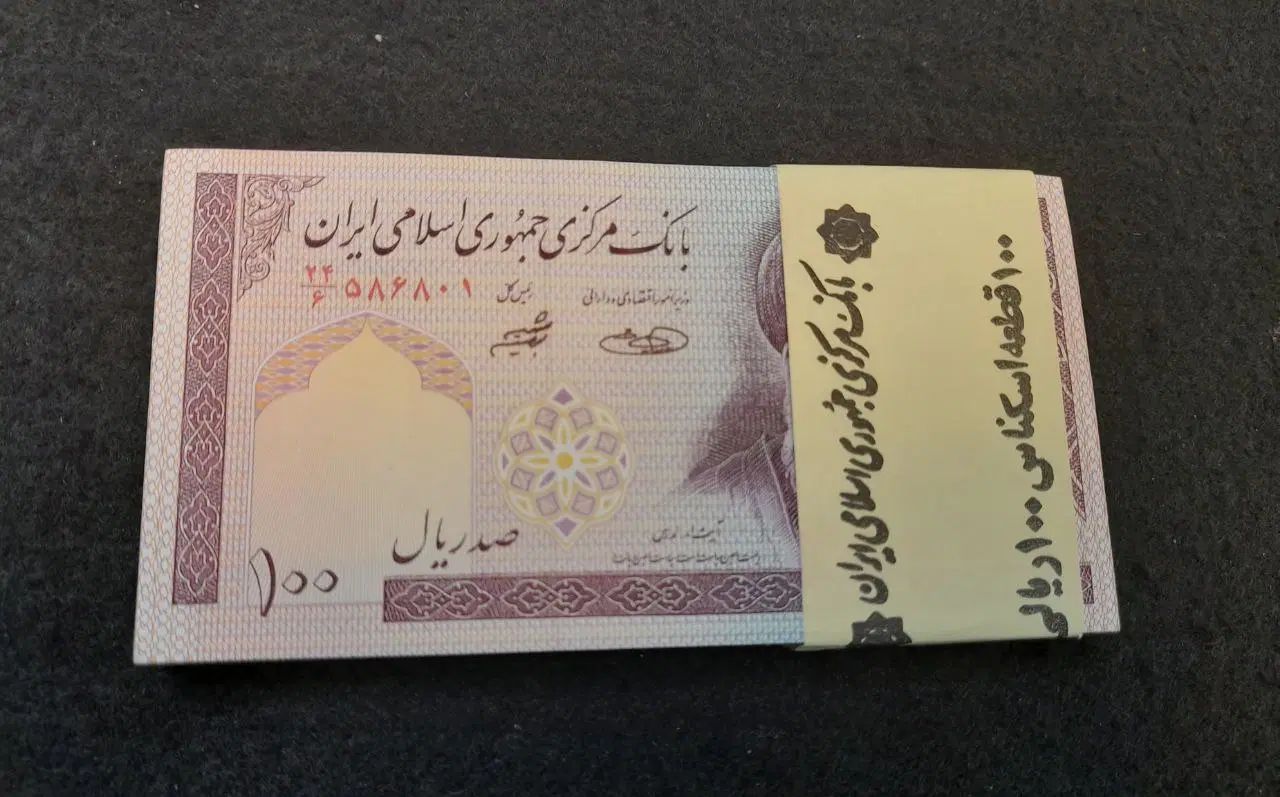 بانک مرکزی جمهوری اسلامی ایران
۲۴/۶ ۵۸۶۸۰۱
رئیس کل
وزیر امور اقتصادی و دارائی
صد ریال
۱۰۰
بانک مرکزی جمهوری اسلامی ایران
۱۰۰ قطعه اسکناس ۱۰۰ ریالی